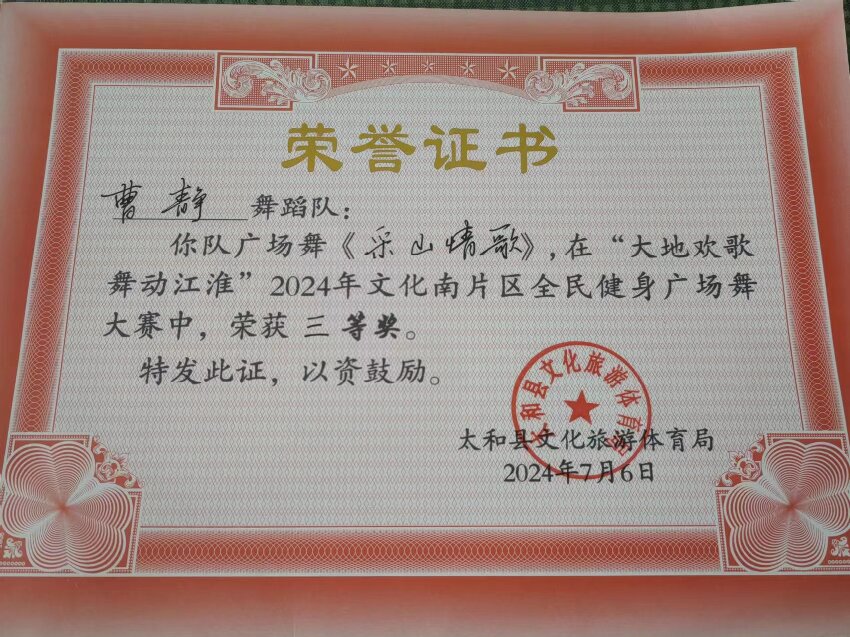 荣誉证书
曹静 舞蹈队：
你队广场舞《采山情歌》，在“大地欢歌
舞动江淮”2024年文化南片区全民健身广场舞
大赛中，荣获 三 等奖。
特发此证，以资鼓励。
太和县文化旅游体育局
太和县文化旅游体育局
2024年7月6日